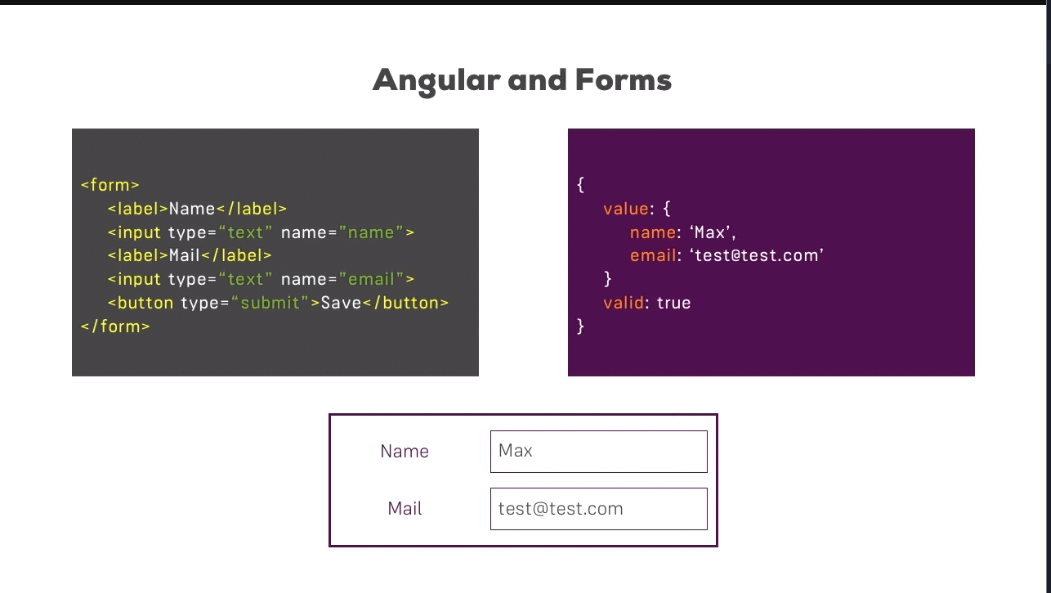 Angular and Forms
<form>
<label>Name</label>
<input type=“text” name=“name”>
<label>Mail</label>
<input type=“text” name=“email”>
<button type=“submit”>Save</button>
</form>
{
value: {
name: ‘Max’,
email: ‘test@test.com’
}
valid: true
}
Name
Max
Mail
test@test.com